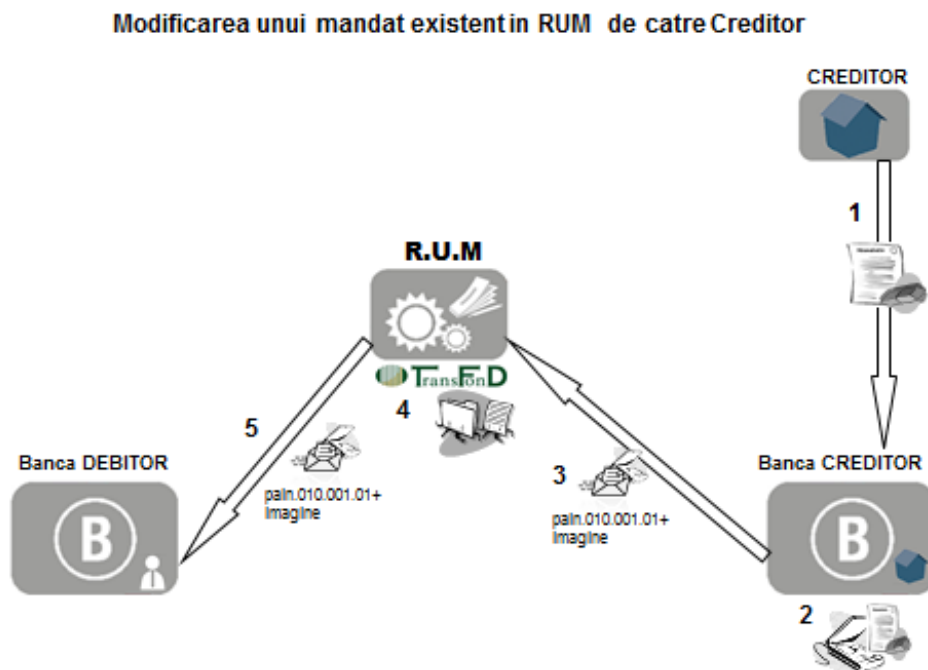 Modificarea unui mandat existent in RUM de catre Creditor
CREDITOR
1
R.U.M
TRANSFOND
4
5
Banca DEBITOR
B
pain.010.001.01+
Imagine
3
pain.010.001.01+
Imagine
Banca CREDITOR
B
2